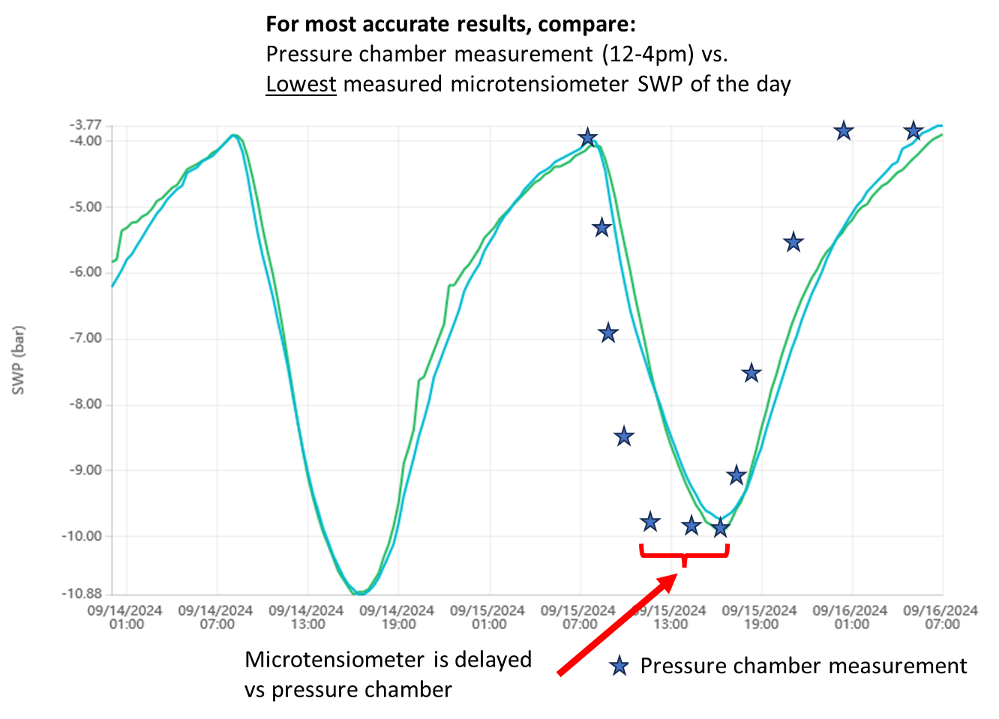 For most accurate results, compare:
Pressure chamber measurement (12-4pm) vs.
Lowest measured microtensiometer SWP of the day
-3.77
-4.00
-5.00
-6.00
-7.00
-8.00
-9.00
-10.00
-10.88
SWP (bar)
09/14/2024 09/14/2024 09/14/2024 09/14/2024 09/15/2024 09/15/2024 09/15/2024 09/15/2024 09/16/2024 09/16/2024
01:00 07:00 13:00 19:00 01:00 07:00 13:00 19:00 01:00 07:00
Microtensiometer is delayed
vs pressure chamber
Pressure chamber measurement